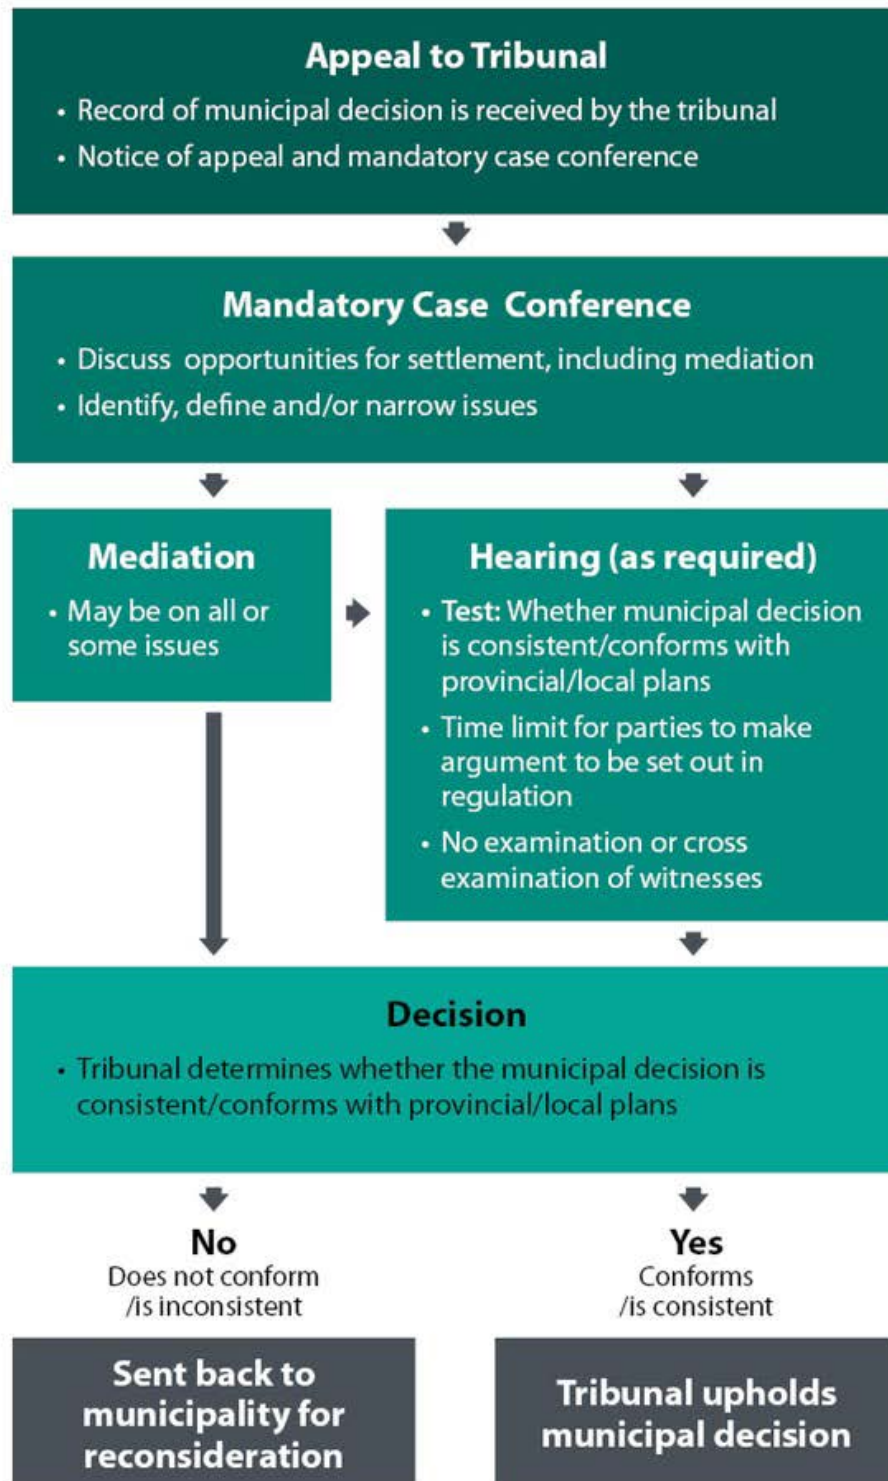 Appeal to Tribunal
• Record of municipal decision is received by the tribunal
• Notice of appeal and mandatory case conference
Mandatory Case Conference
• Discuss opportunities for settlement, including mediation
• Identify, define and/or narrow issues
Mediation
• May be on all or
some issues
Hearing (as required)
• Test: Whether municipal decision
is consistent/conforms with
provincial/local plans
• Time limit for parties to make
argument to be set out in
regulation
• No examination or cross
examination of witnesses
Decision
• Tribunal determines whether the municipal decision is
consistent/conforms with provincial/local plans
No
Does not conform
/is inconsistent
Sent back to
municipality for
reconsideration
Yes
Conforms
/is consistent
Tribunal upholds
municipal decision